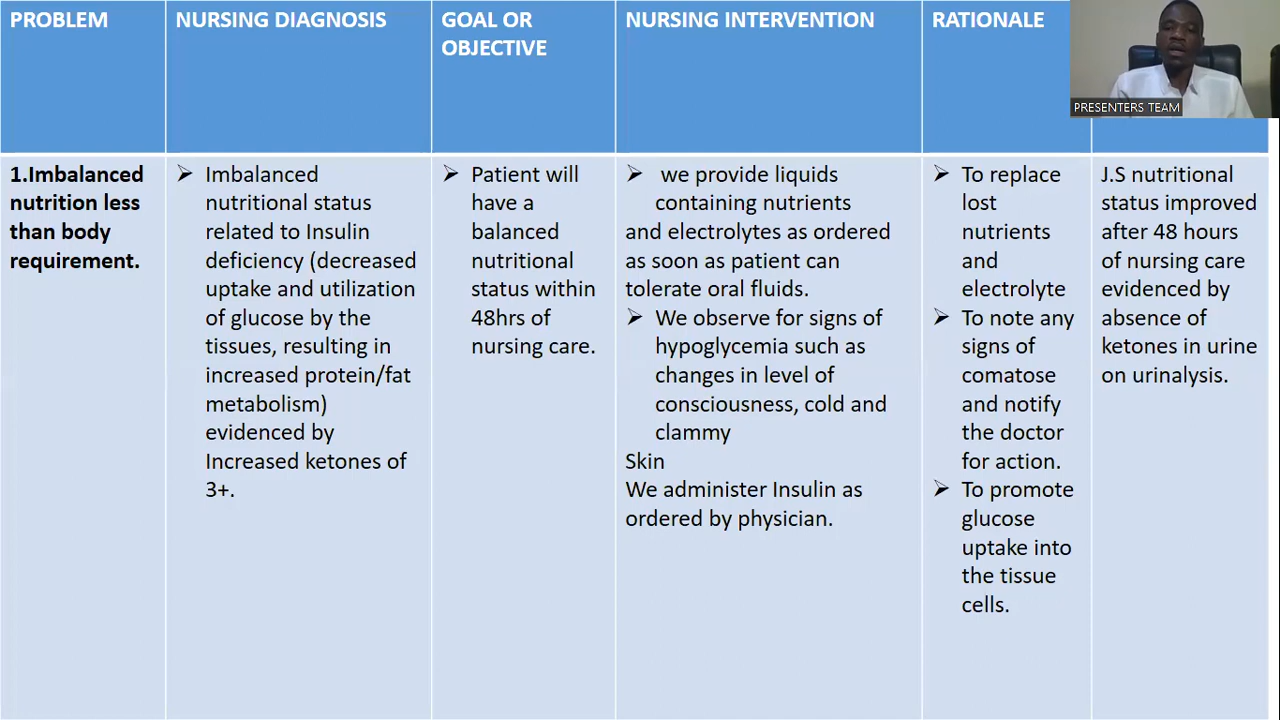 PROBLEM
NURSING DIAGNOSIS
GOAL OR
OBJECTIVE
NURSING INTERVENTION
RATIONALE
PRESENTERS TEAM
1.Imbalanced
nutrition less
than body
requirement.
➢ Imbalanced
nutritional status
related to Insulin
deficiency (decreased
uptake and utilization
of glucose by the
tissues, resulting in
increased protein/fat
metabolism)
evidenced by
Increased ketones of
3+.
➢ Patient will
have a
balanced
nutritional
status within
48hrs of
nursing care.
➢ we provide liquids
containing nutrients
and electrolytes as ordered
as soon as patient can
tolerate oral fluids.
➢ We observe for signs of
hypoglycemia such as
changes in level of
consciousness, cold and
clammy
Skin
We administer Insulin as
ordered by physician.
➢ To replace
lost
nutrients
and
electrolyte
➢ To note any
signs of
comatose
and notify
the doctor
for action.
➢ To promote
glucose
uptake into
the tissue
cells.
J.S nutritional
status improved
after 48 hours
of nursing care
evidenced by
absence of
ketones in urine
on urinalysis.